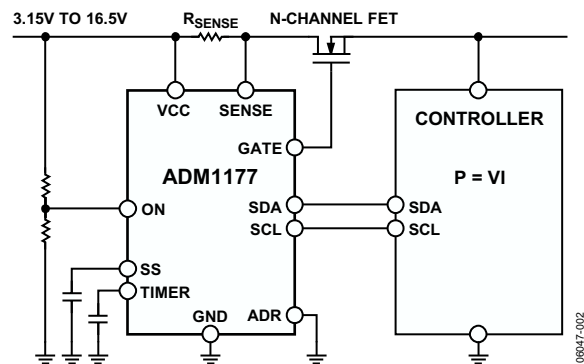 3.15V TO 16.5V
RSENSE
N-CHANNEL FET
VCC
SENSE
GATE
ADM1177
ON
SDA
SCL
SS
TIMER
GND
ADR
CONTROLLER
P = VI
SDA
SCL
06047-002